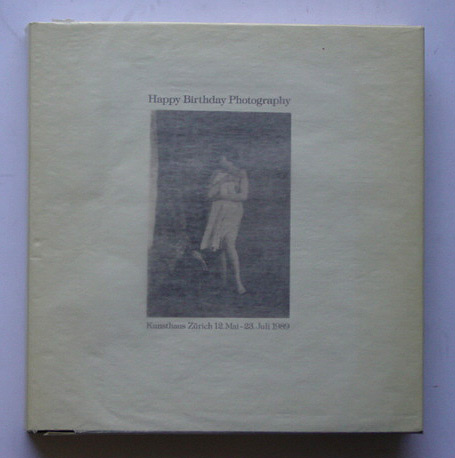 Happy Birthday Photography
Kunsthaus Zürich 12. Mai - 23. Juli 1989